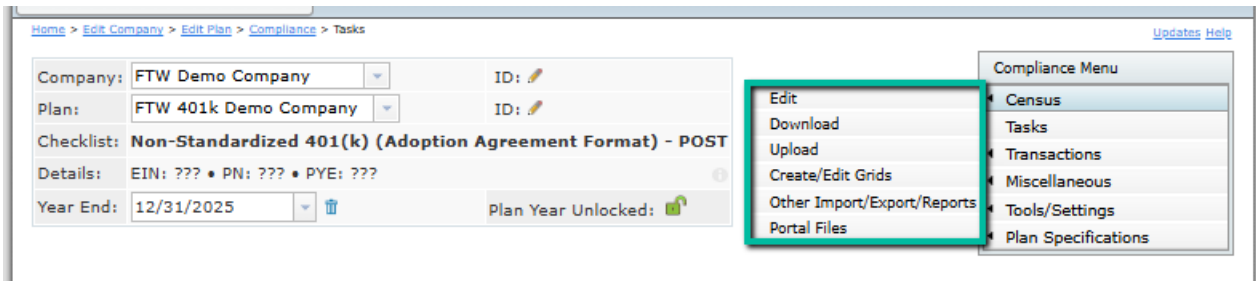 Home > Edit Company > Edit Plan > Compliance > Tasks
Updates Help
Company: FTW Demo Company ID:
Plan: FTW 401k Demo Company ID:
Checklist: Non-Standardized 401(k) (Adoption Agreement Format) - POST
Details: EIN: ??? • PN: ??? • PYE: ???
Year End: 12/31/2025 Plan Year Unlocked:
Edit
Download
Upload
Create/Edit Grids
Other Import/Export/Reports
Portal Files
Compliance Menu
Census
Tasks
Transactions
Miscellaneous
Tools/Settings
Plan Specifications